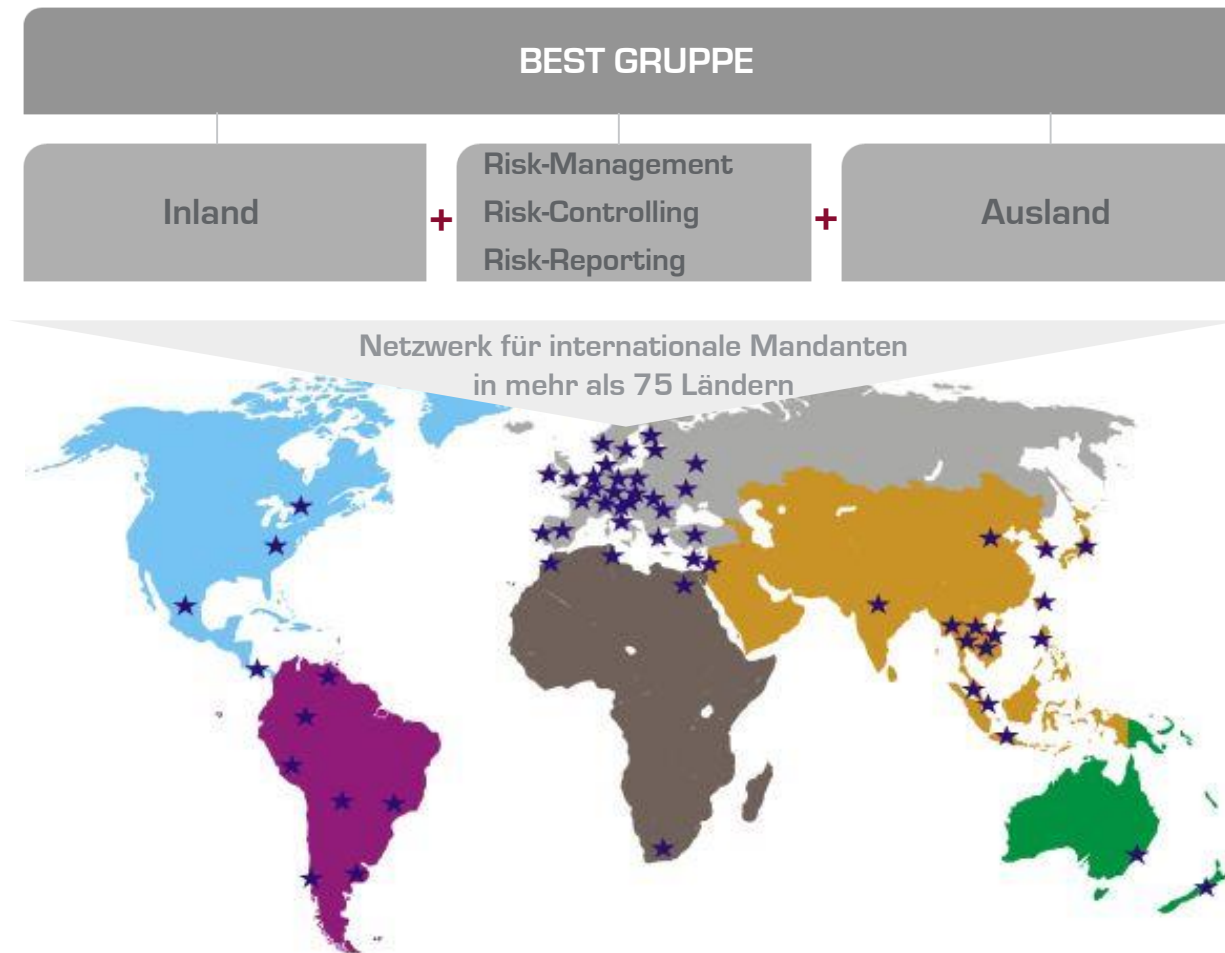 BEST GRUPPE
Inland
+
Risk-Management
Risk-Controlling
Risk-Reporting
+
Ausland
Netzwerk für internationale Mandanten
in mehr als 75 Ländern